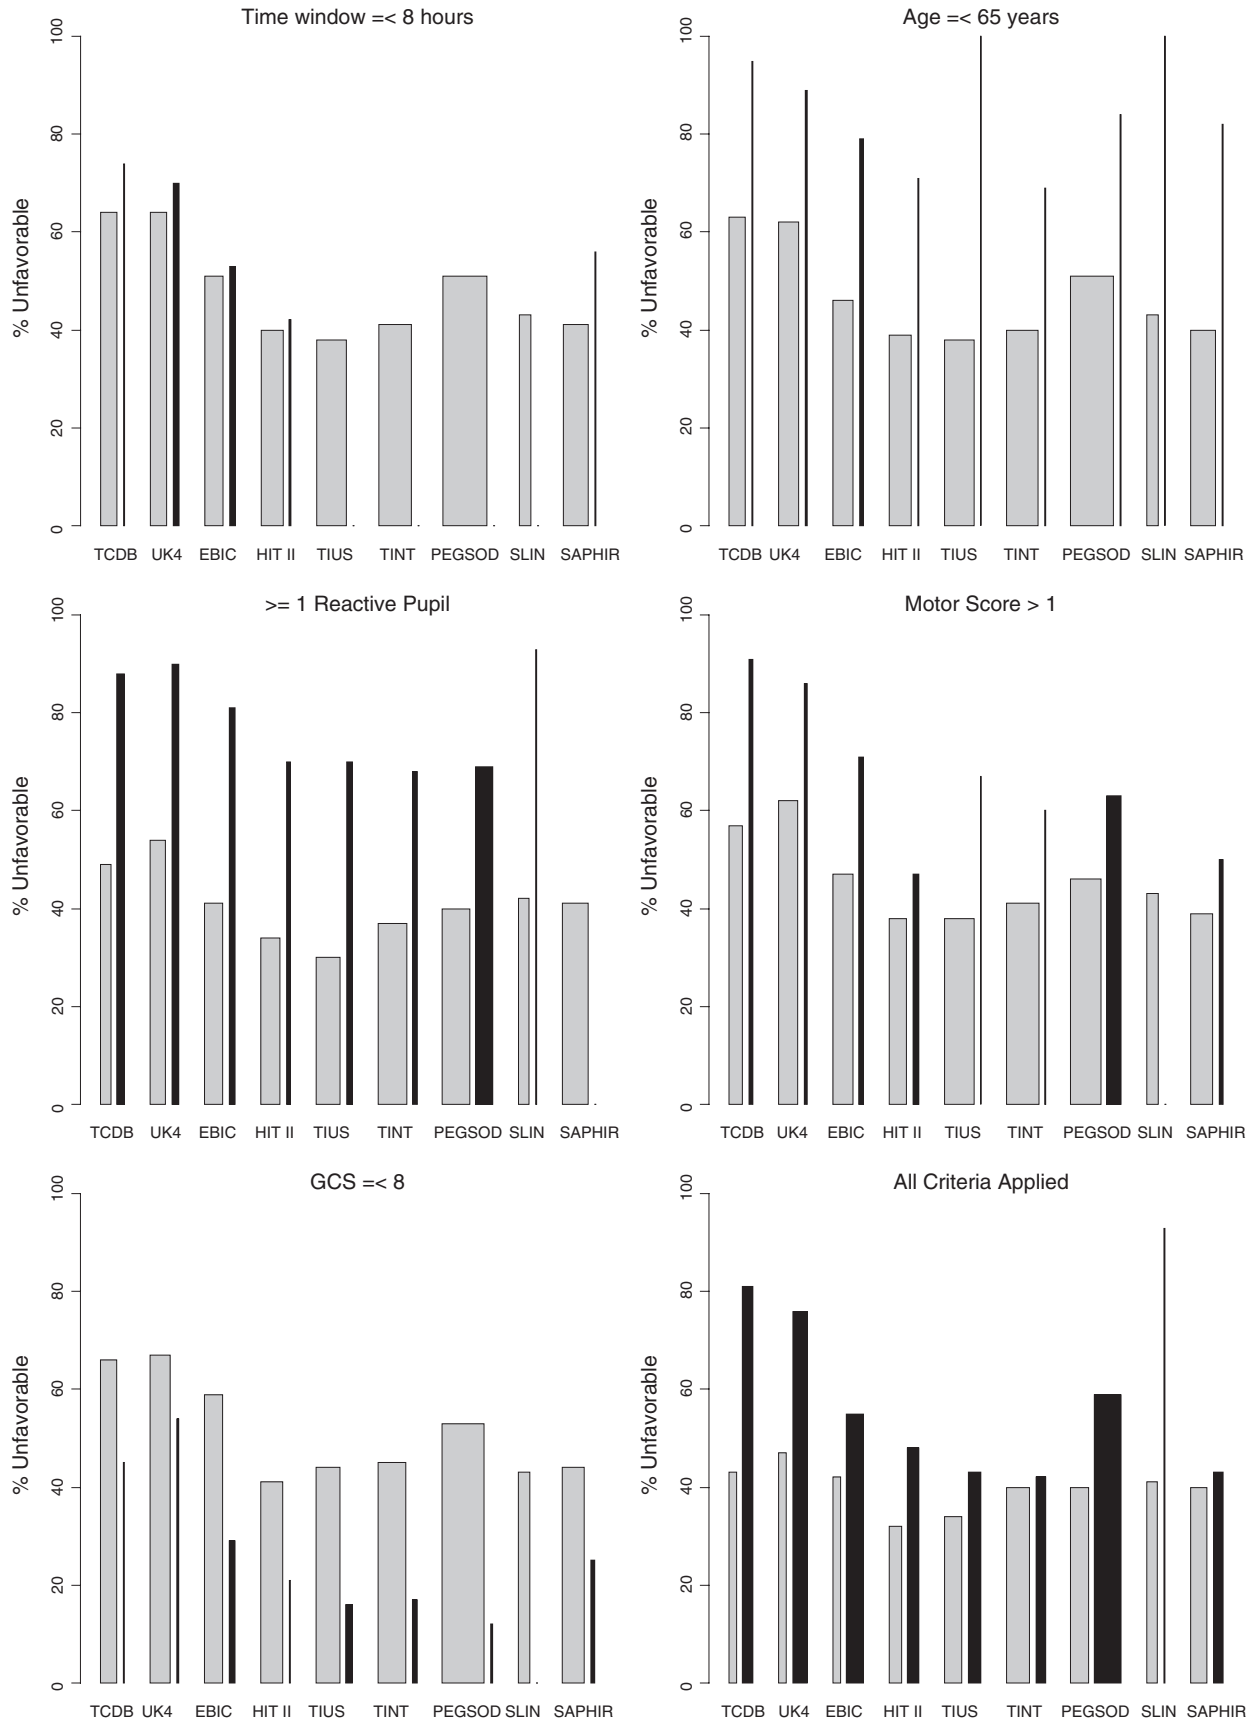 Time window =< 8 hours
% Unfavorable
100
80
60
40
20
0
TCDB UK4 EBIC HIT II TIUS TINT PEGSOD SLIN SAPHIR
Age =< 65 years
% Unfavorable
100
80
60
40
20
0
TCDB UK4 EBIC HIT II TIUS TINT PEGSOD SLIN SAPHIR
>= 1 Reactive Pupil
% Unfavorable
100
80
60
40
20
0
TCDB UK4 EBIC HIT II TIUS TINT PEGSOD SLIN SAPHIR
Motor Score > 1
% Unfavorable
100
80
60
40
20
0
TCDB UK4 EBIC HIT II TIUS TINT PEGSOD SLIN SAPHIR
GCS =< 8
% Unfavorable
100
80
60
40
20
0
TCDB UK4 EBIC HIT II TIUS TINT PEGSOD SLIN SAPHIR
All Criteria Applied
% Unfavorable
100
80
60
40
20
0
TCDB UK4 EBIC HIT II TIUS TINT PEGSOD SLIN SAPHIR